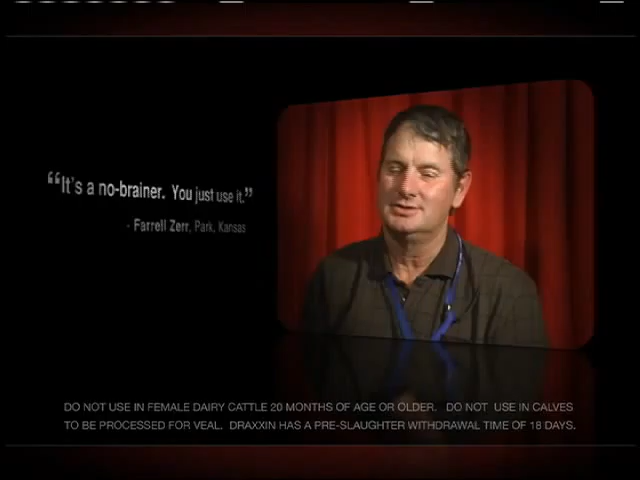 “It's a no-brainer. You just use it.”
- Farrell Zerr, Park, Kansas
DO NOT USE IN FEMALE DAIRY CATTLE 20 MONTHS OF AGE OR OLDER. DO NOT USE IN CALVES
TO BE PROCESSED FOR VEAL. DRAXXIN HAS A PRE-SLAUGHTER WITHDRAWAL TIME OF 18 DAYS.